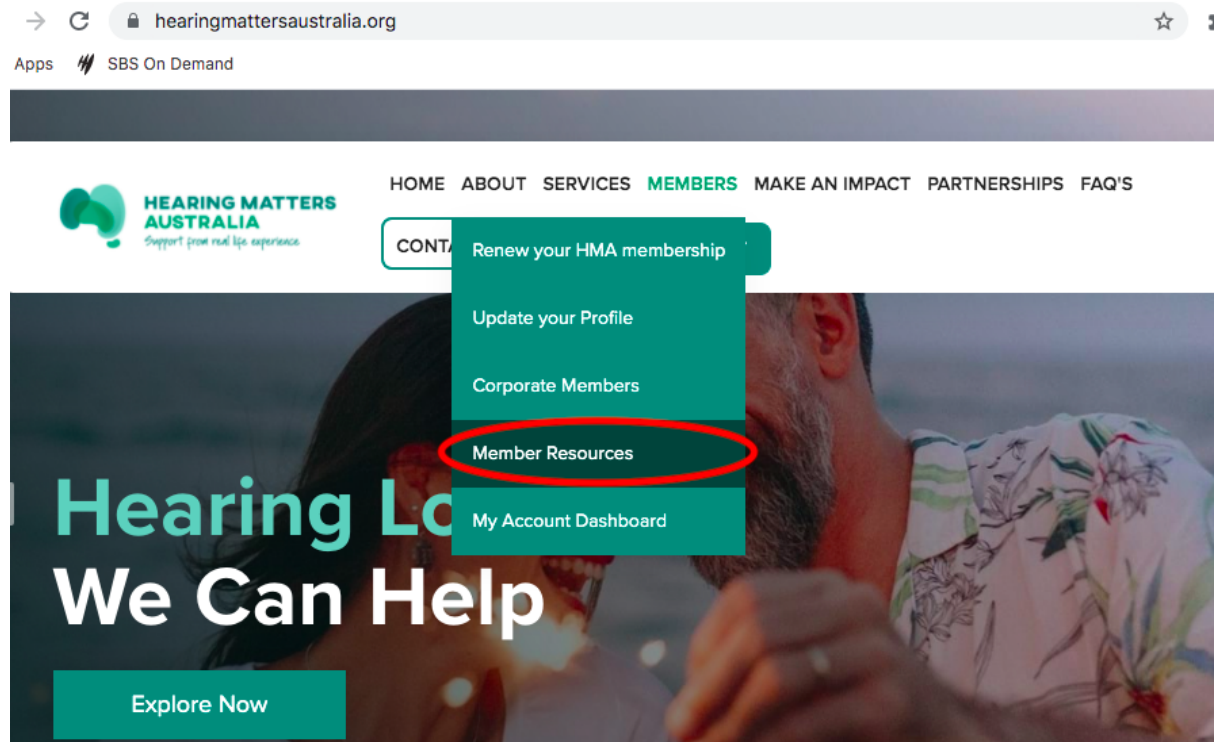 hearingmattersaustralia.org
Apps SBS On Demand
HOME ABOUT SERVICES MEMBERS MAKE AN IMPACT PARTNERSHIPS FAQ'S
HEARING MATTERS
AUSTRALIA
Support from real life experience
CONTA
Renew your HMA membership
Update your Profile
Corporate Members
Member Resources
My Account Dashboard
Hearing Lo
We Can Help
Explore Now